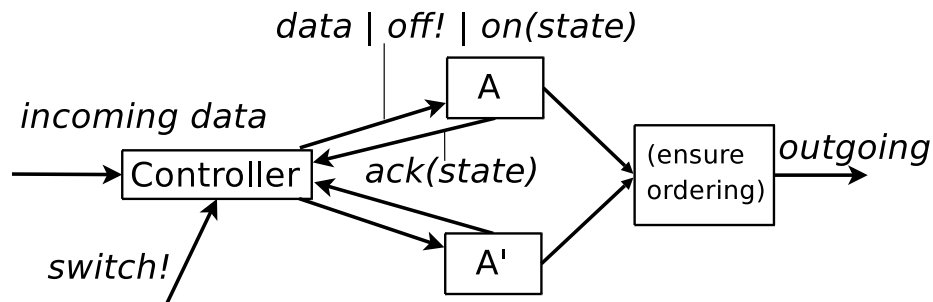 data | off! | on(state)
A
incoming data
Controller
ack(state)
(ensure
ordering)
outgoing
switch!
A'